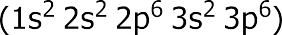 (1s² 2s² 2p⁶ 3s² 3p⁶)